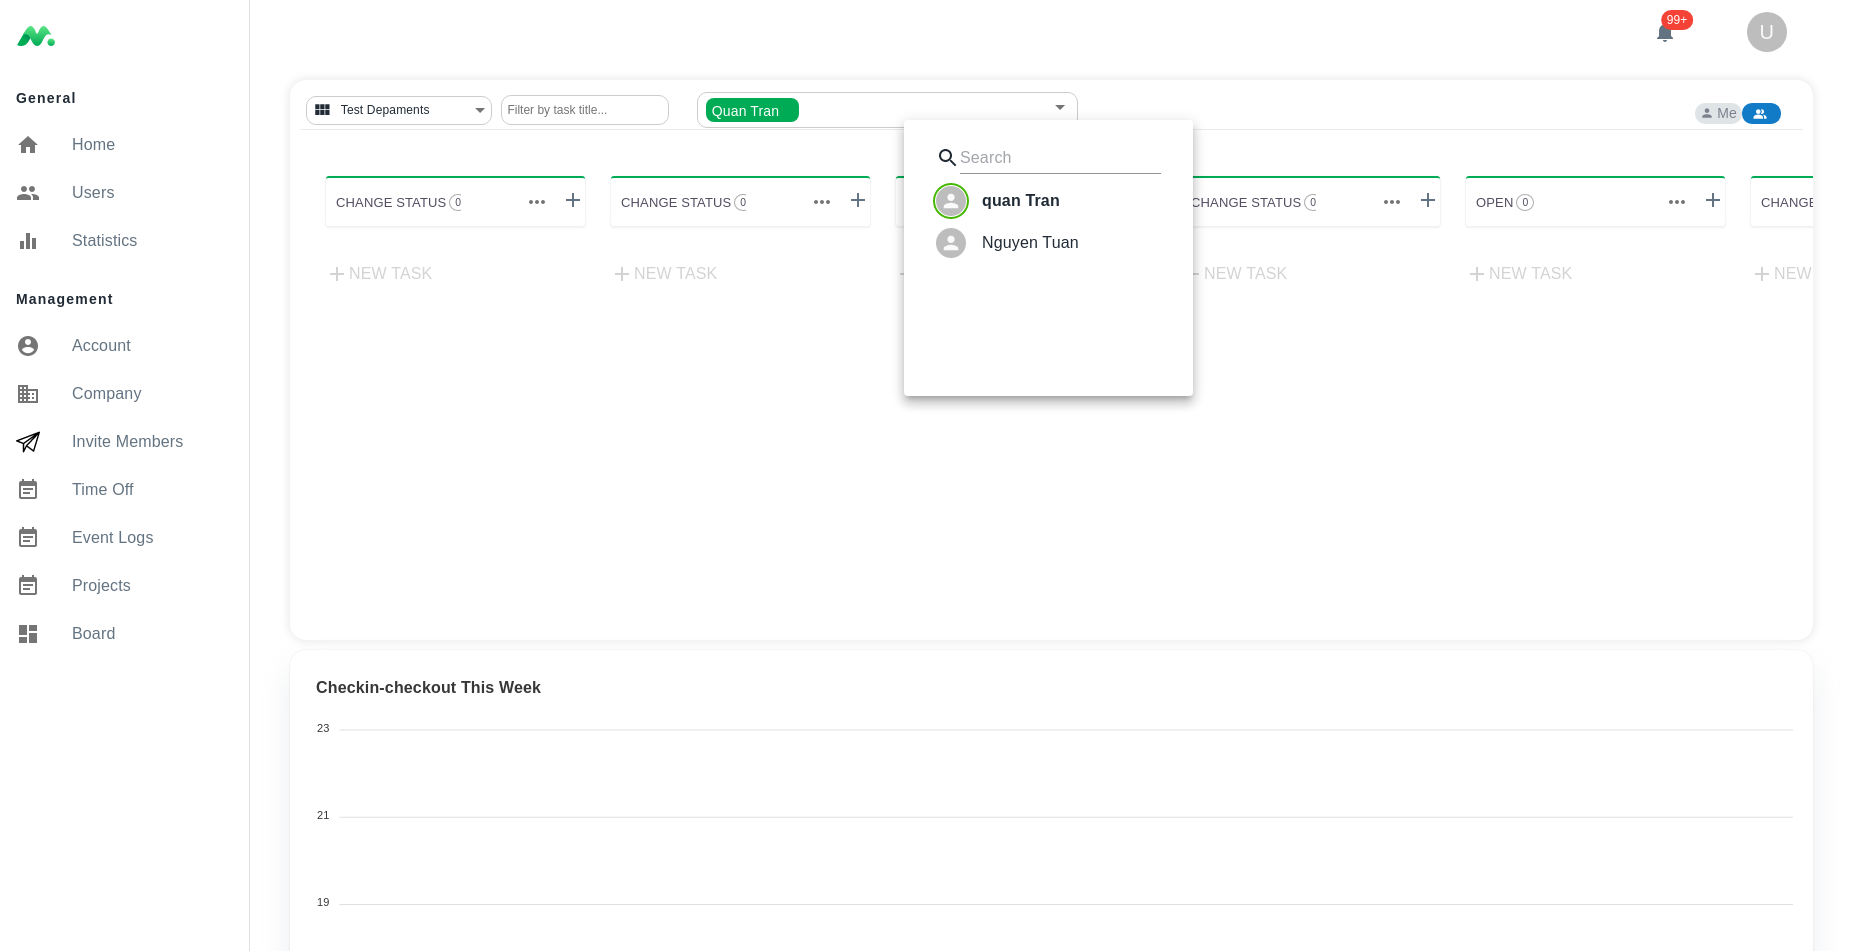 99+
U
General
Home
Users
Statistics
Management
Account
Company
Invite Members
Time Off
Event Logs
Projects
Board
Test Depaments
Filter by task title...
Quan Tran
Me
Search
quan Tran
Nguyen Tuan
CHANGE STATUS 0
CHANGE STATUS 0
CHANGE STATUS 0
OPEN 0
CHANGE
NEW TASK
NEW TASK
NEW TASK
NEW TASK
NEW
Checkin-checkout This Week
23
21
19